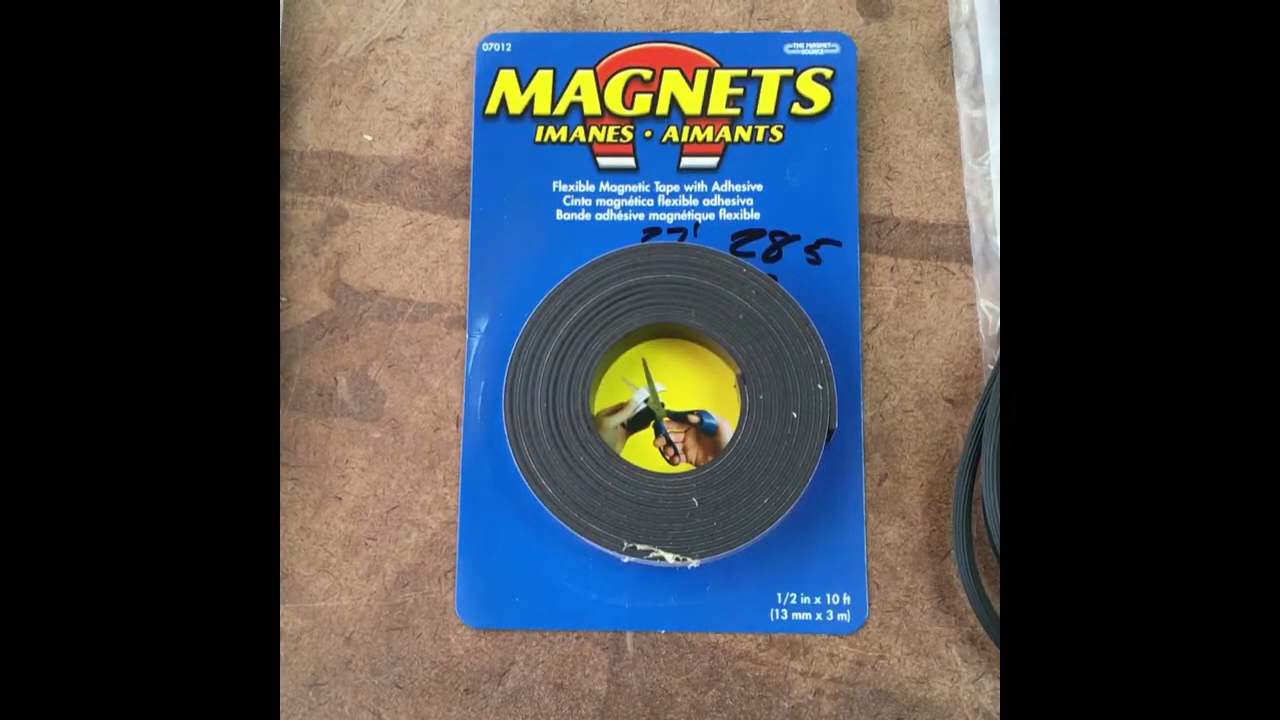 07012
THE MAGNET
SOURCE
MAGNETS
IMANES • AIMANTS
Flexible Magnetic Tape with Adhesive
Cinta magnética flexible adhesiva
Bande adhésive magnétique flexible
27' 285
1/2 in x 10 ft
(13 mm x 3 m)